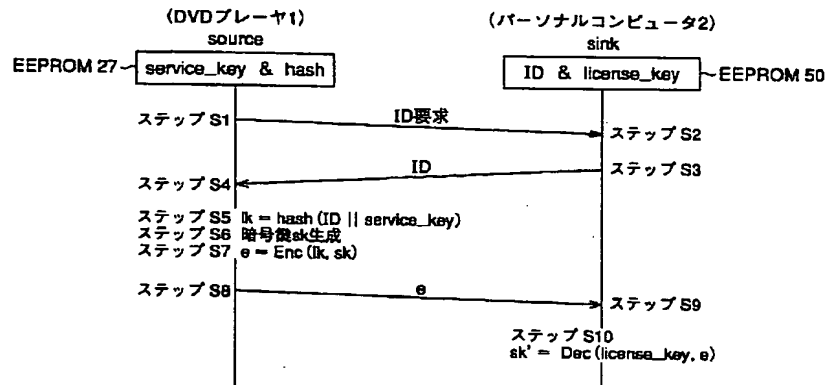 (DVDプレーヤ1)
source
(パーソナルコンピュータ2)
sink
EEPROM 27
service_key & hash
ID & license_key
EEPROM 50
ステップ S1
ID要求
ステップ S2
ID
ステップ S3
ステップ S4
ステップ S5 lk = hash (ID || service_key)
ステップ S6 暗号鍵sk生成
ステップ S7 e = Enc (lk, sk)
ステップ S8
e
ステップ S9
ステップ S10
sk' = Dec (license_key, e)